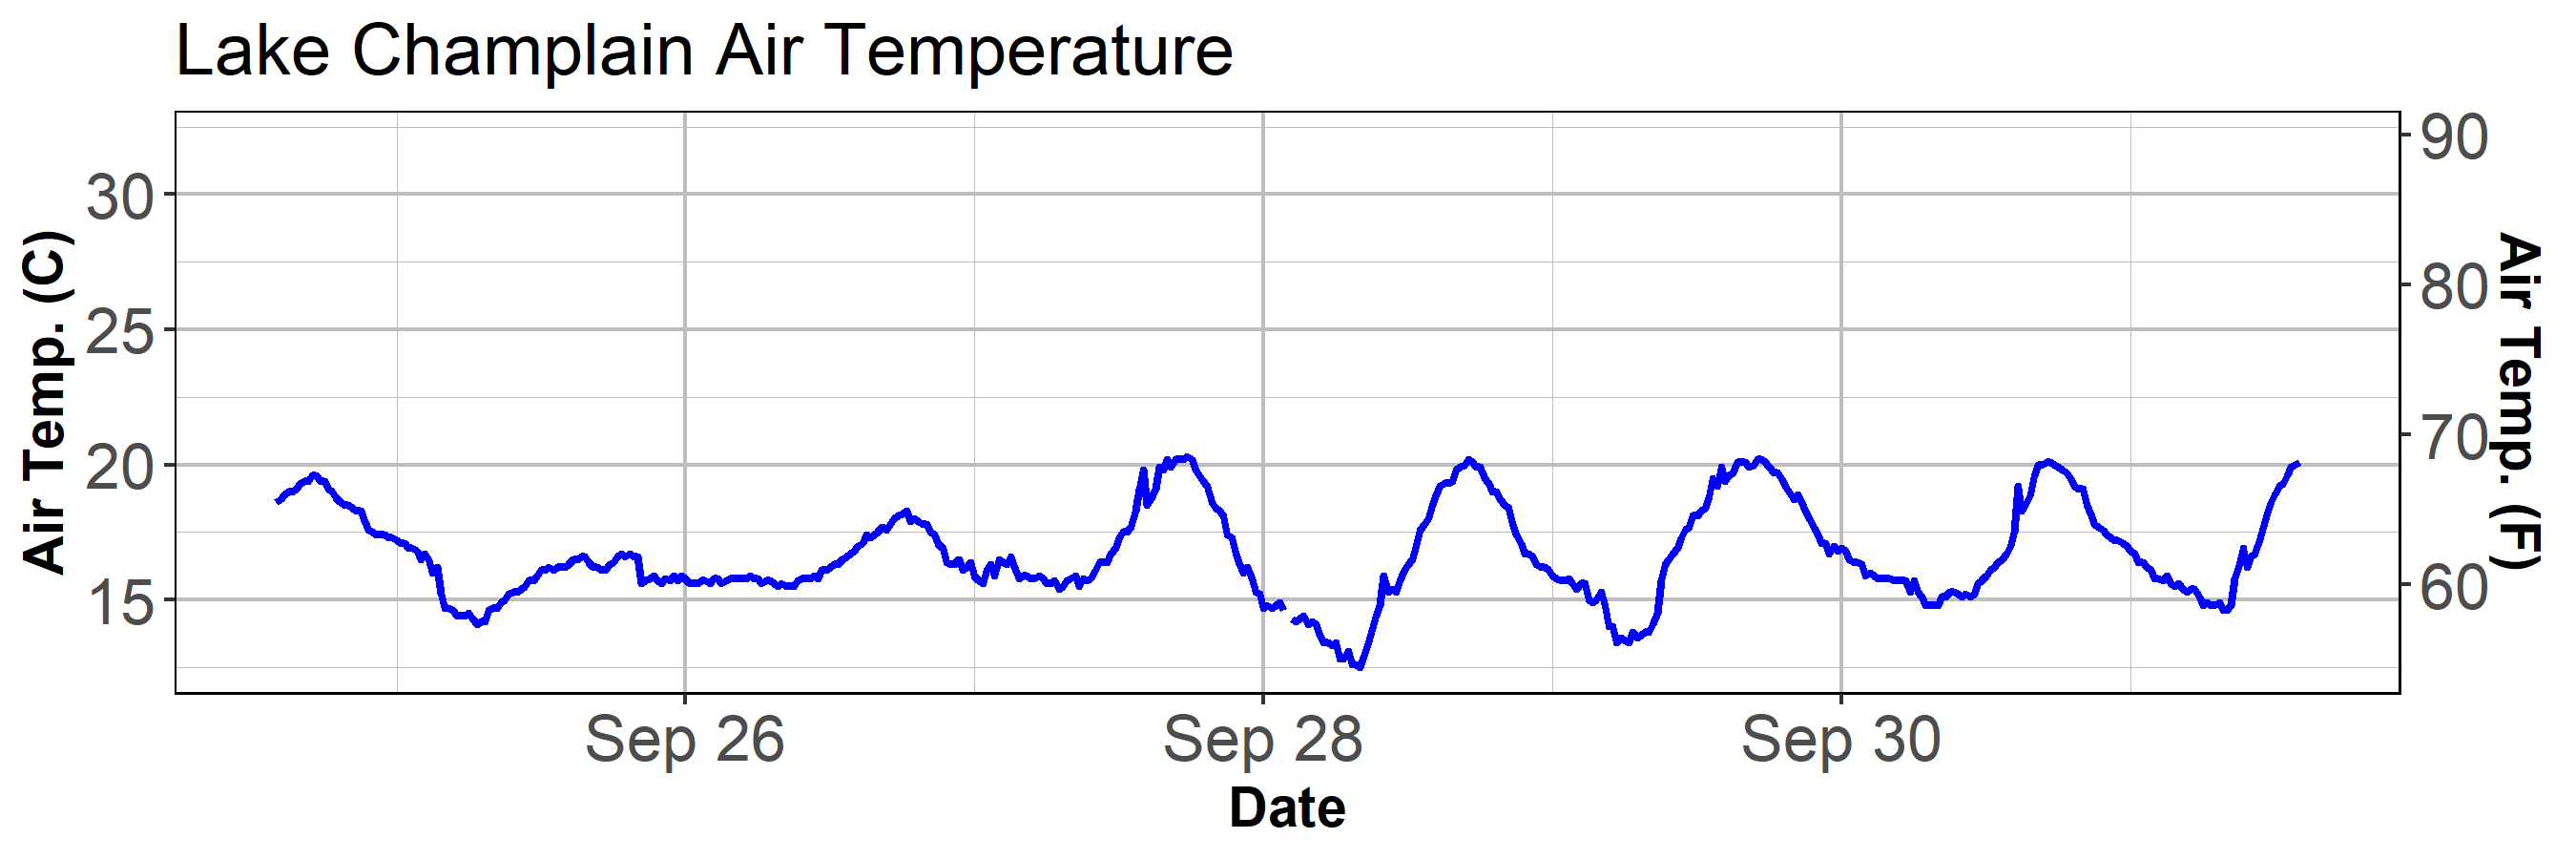 Lake Champlain Air Temperature
Air Temp. (C)
30
25
20
15
90
80
70
60
Air Temp. (F)
Sep 26
Sep 28
Sep 30
Date